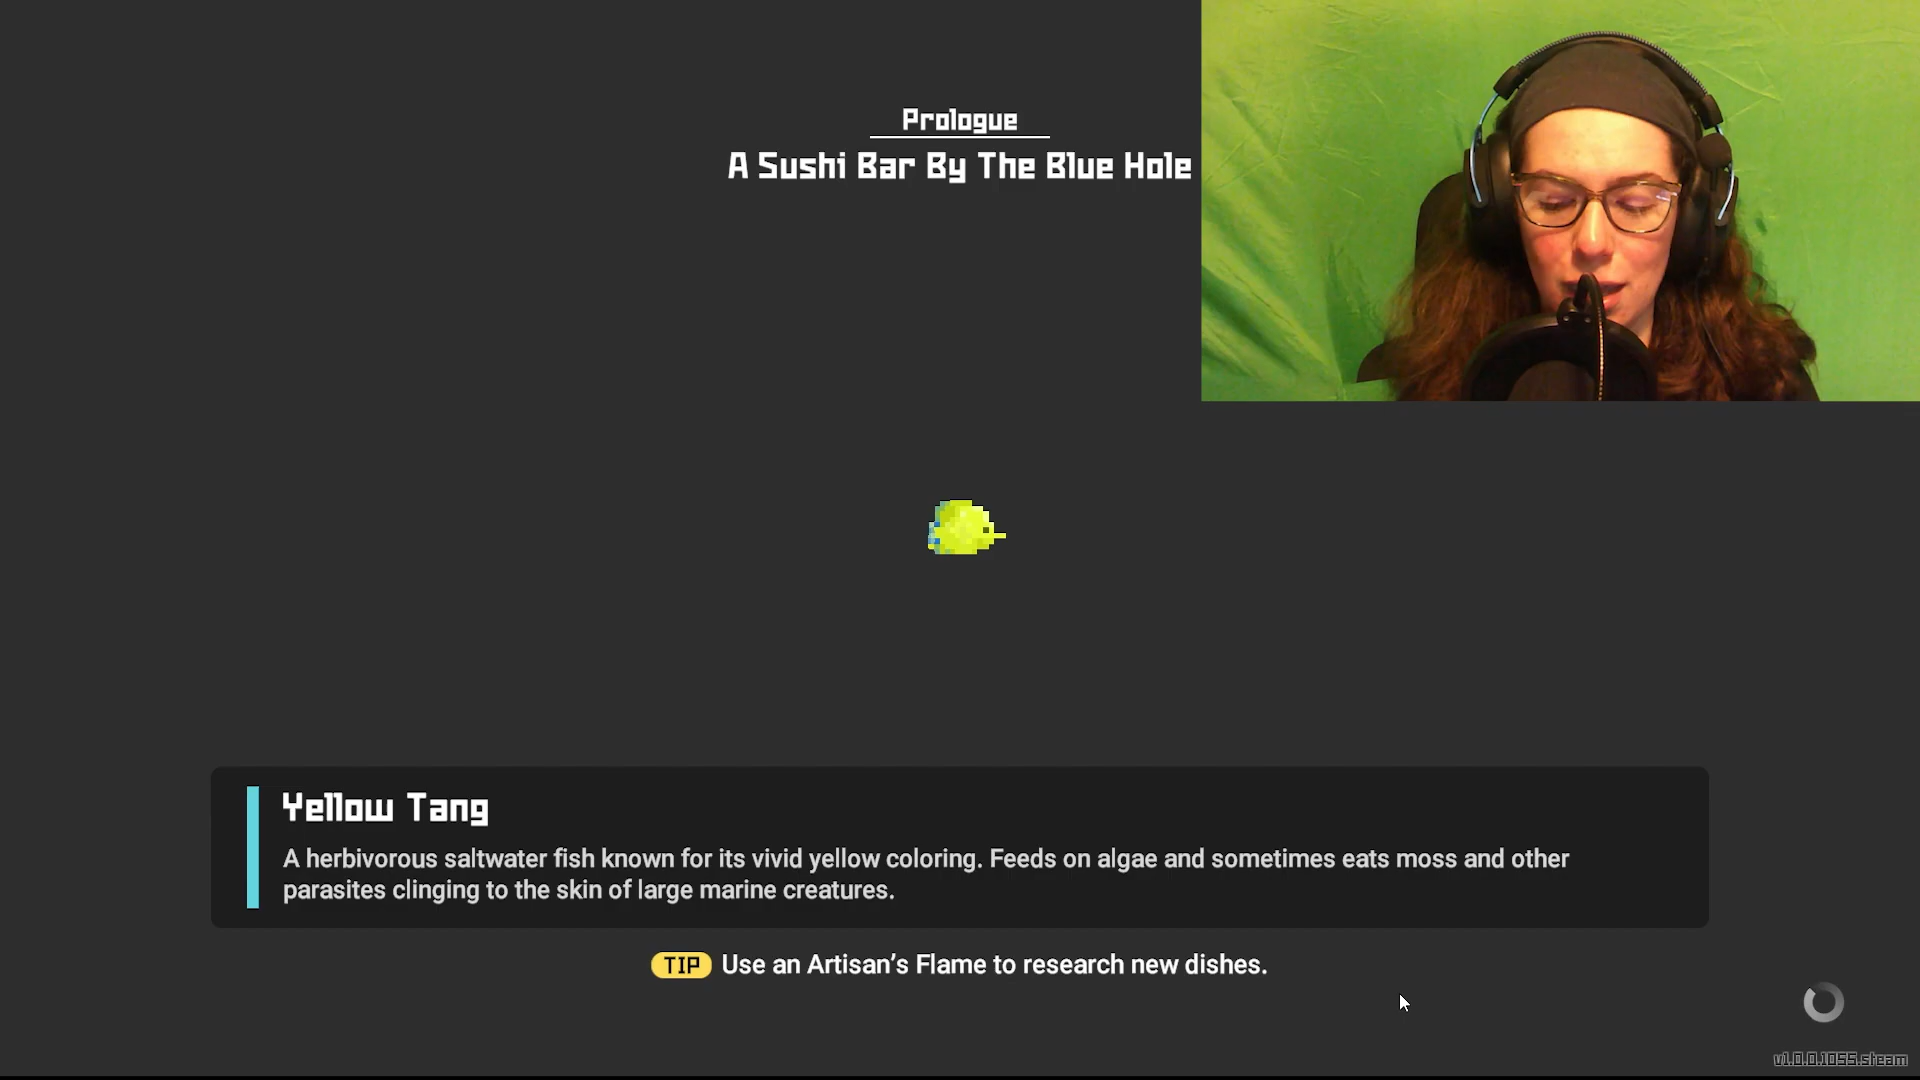 Prologue
A Sushi Bar By The Blue Hole
Yellow Tang
A herbivorous saltwater fish known for its vivid yellow coloring. Feeds on algae and sometimes eats moss and other
parasites clinging to the skin of large marine creatures.
TIP Use an Artisan's Flame to research new dishes.
v1.0.0.1055.steam